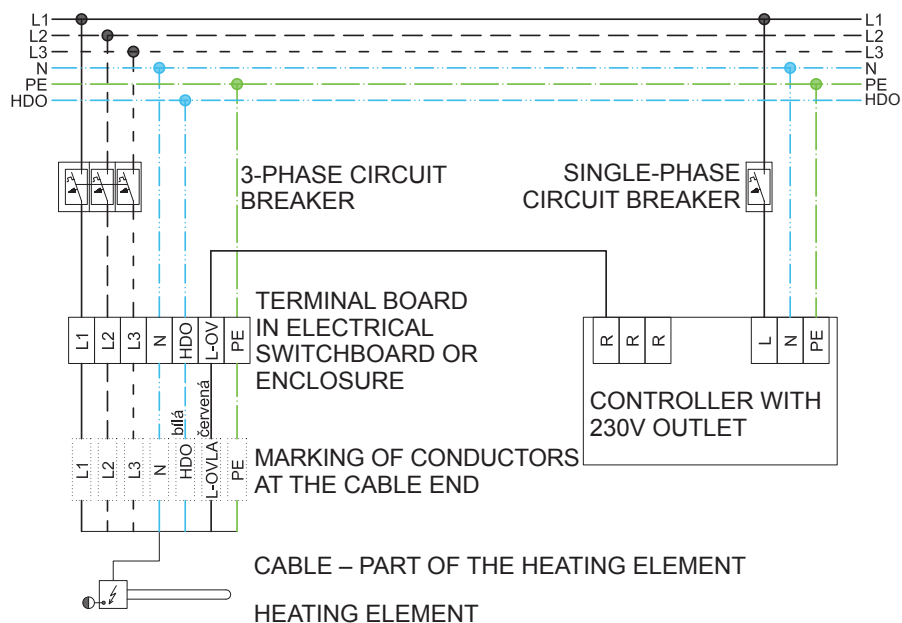 L1 L1
L2 L2
L3 L3
N N
PE PE
HDO HDO
3-PHASE CIRCUIT
BREAKER
SINGLE-PHASE
CIRCUIT BREAKER
TERMINAL BOARD
IN ELECTRICAL
SWITCHBOARD OR
ENCLOSURE
L1 L2 L3 N HDO L-OV PE
R R R L N PE
CONTROLLER WITH
230V OUTLET
bílá
červená
L1 L2 L3 N HDO L-OVLA PE
MARKING OF CONDUCTORS
AT THE CABLE END
CABLE – PART OF THE HEATING ELEMENT
HEATING ELEMENT